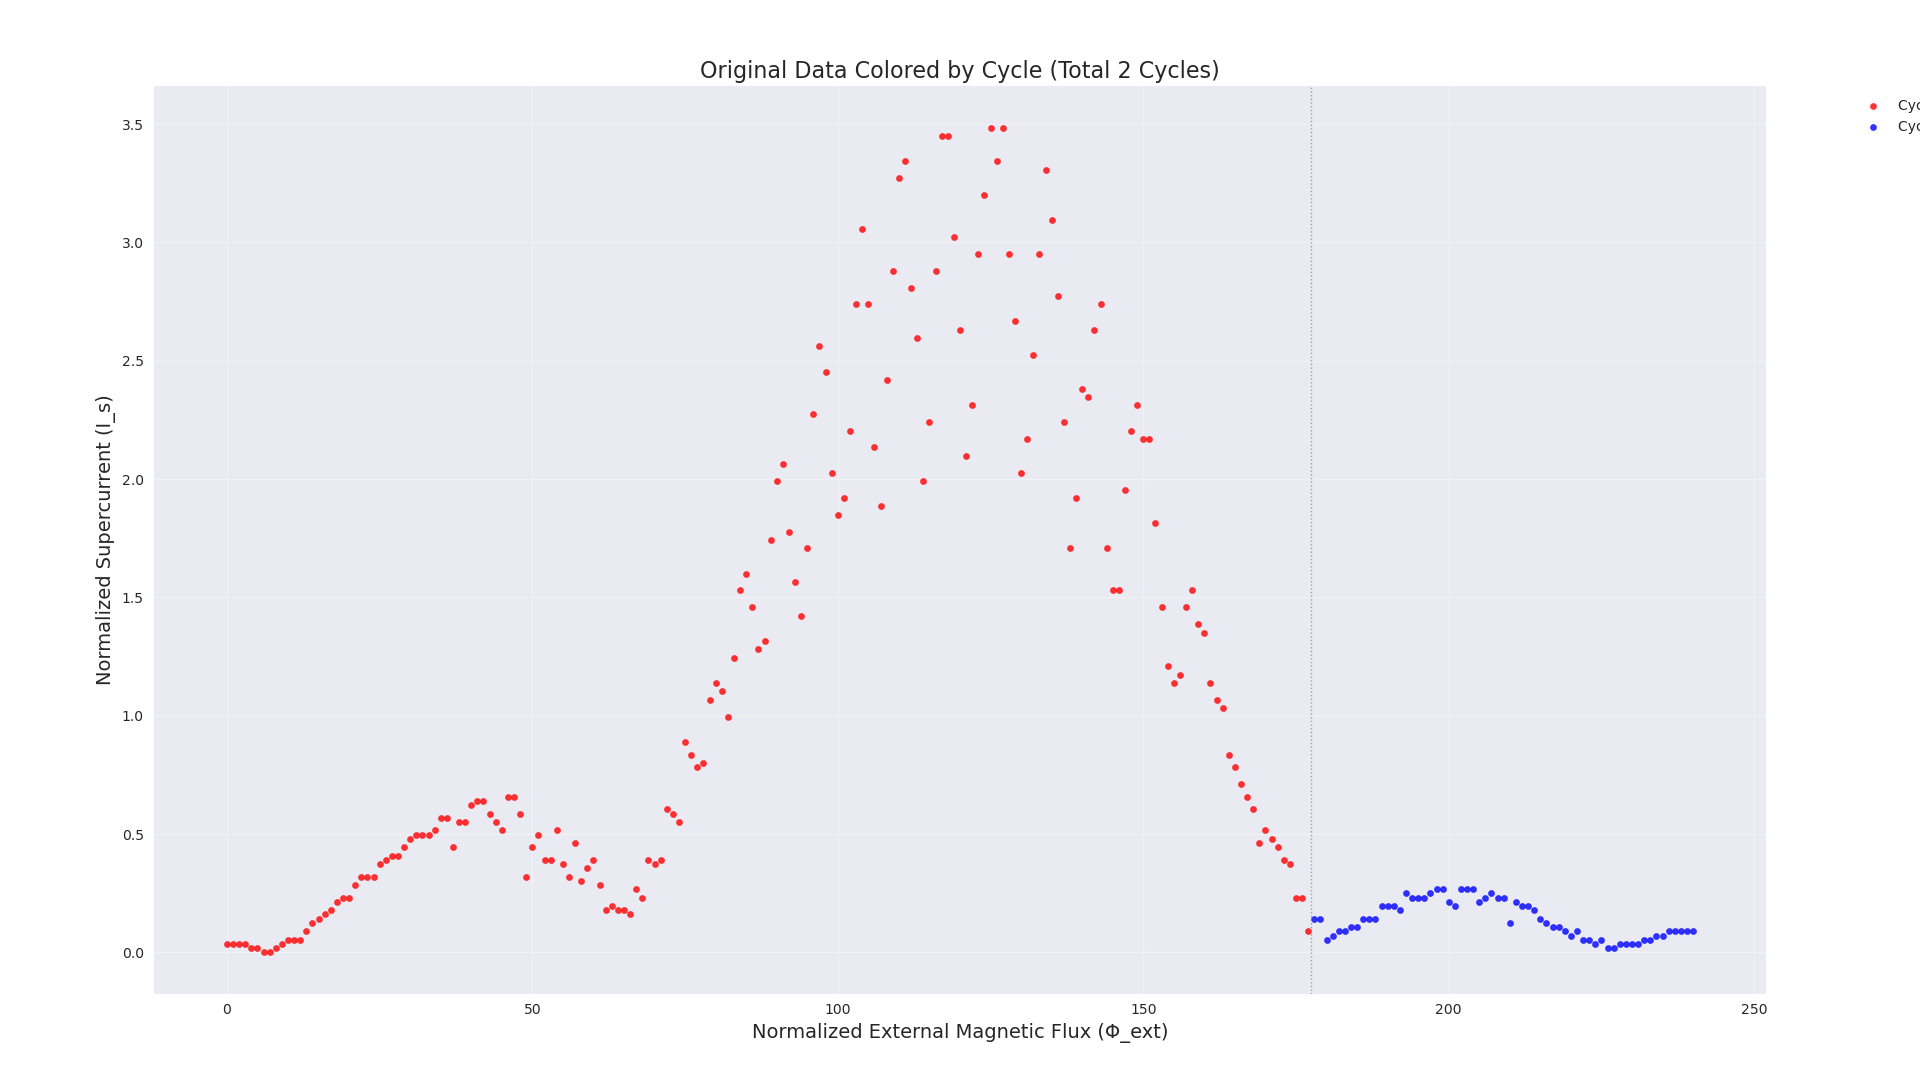 Original Data Colored by Cycle (Total 2 Cycles)
3.5
3.0
2.5
2.0
1.5
1.0
0.5
0.0
Normalized Supercurrent (I_s)
0 50 100 150 200 250
Normalized External Magnetic Flux (Φ_ext)
Cyc
Cyc